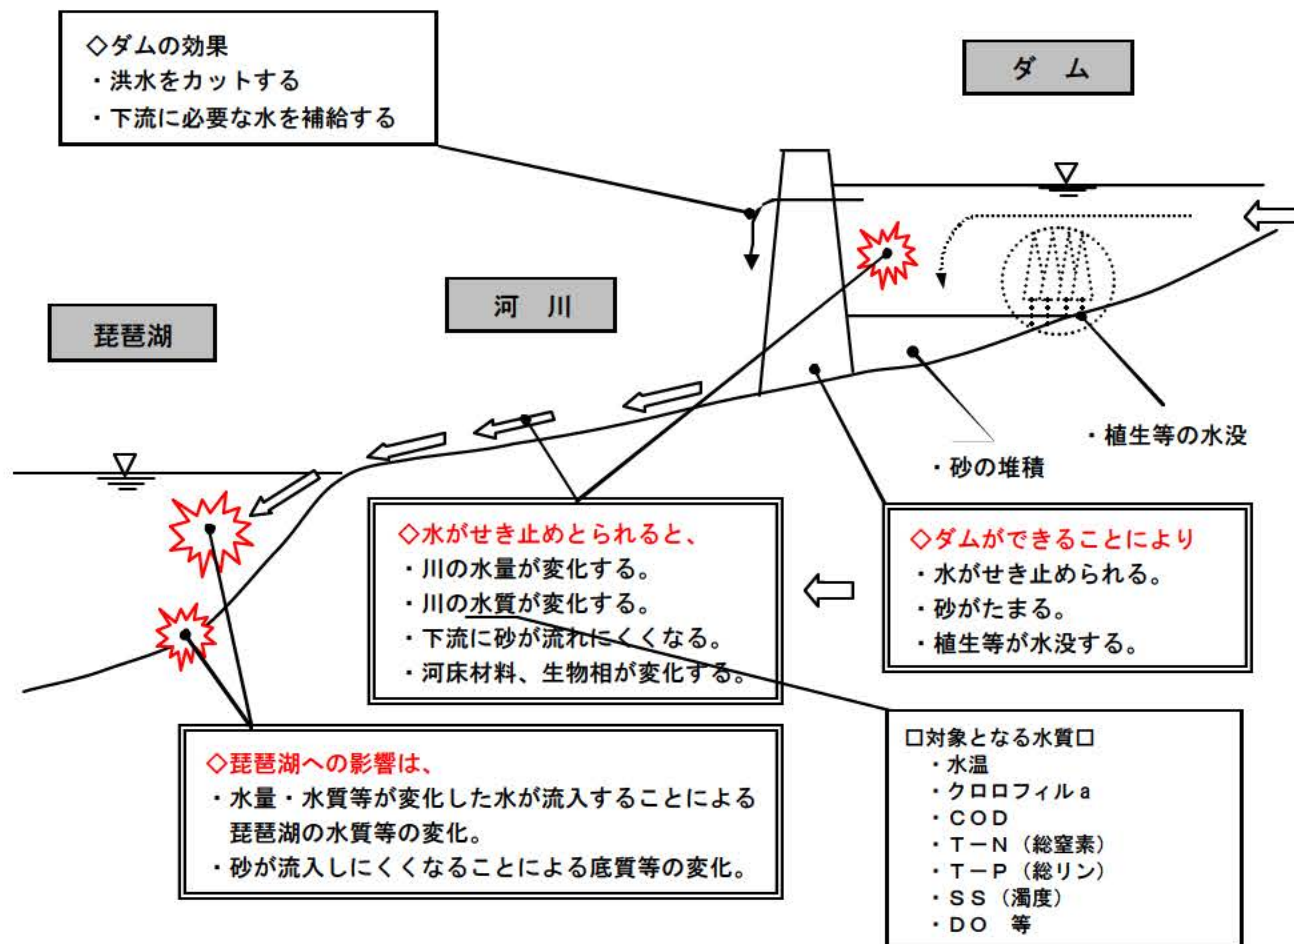 ◇ダムの効果
・洪水をカットする
・下流に必要な水を補給する
ダ　ム
河　川
琵琶湖
・植生等の水没
・砂の堆積
◇水がせき止めとられると、
・川の水量が変化する。
・川の水質が変化する。
・下流に砂が流れにくくなる。
・河床材料、生物相が変化する。
◇ダムができることにより
・水がせき止められる。
・砂がたまる。
・植生等が水没する。
◇琵琶湖への影響は、
・水量・水質等が変化した水が流入することによる
琵琶湖の水質等の変化。
・砂が流入しにくくなることによる底質等の変化。
□対象となる水質□
・水温
・クロロフィルａ
・ＣＯＤ
・Ｔ－Ｎ（総窒素）
・Ｔ－Ｐ（総リン）
・ＳＳ（濁度）
・ＤＯ　等